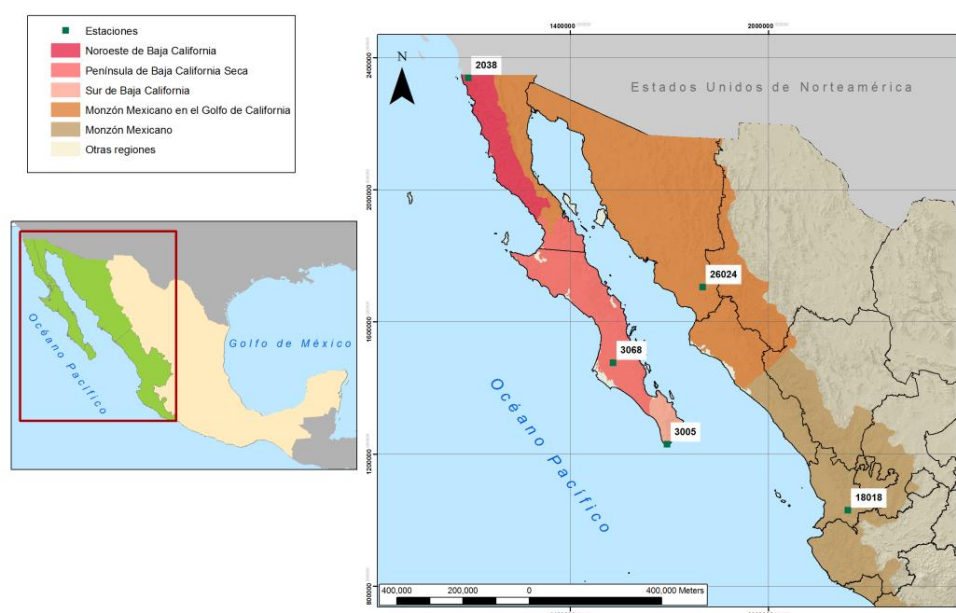 Estaciones
Noroeste de Baja California
Península de Baja California Seca
Sur de Baja California
Monzón Mexicano en el Golfo de California
Monzón Mexicano
Otras regiones
Océano Pacífico
Golfo de México
1400000
2000000
2400000
2000000
1600000
1200000
800000
N
2038
Estados Unidos de Norteamérica
26024
3068
3005
18018
Océano Pacífico
400,000 200,000 0 400,000 Meters